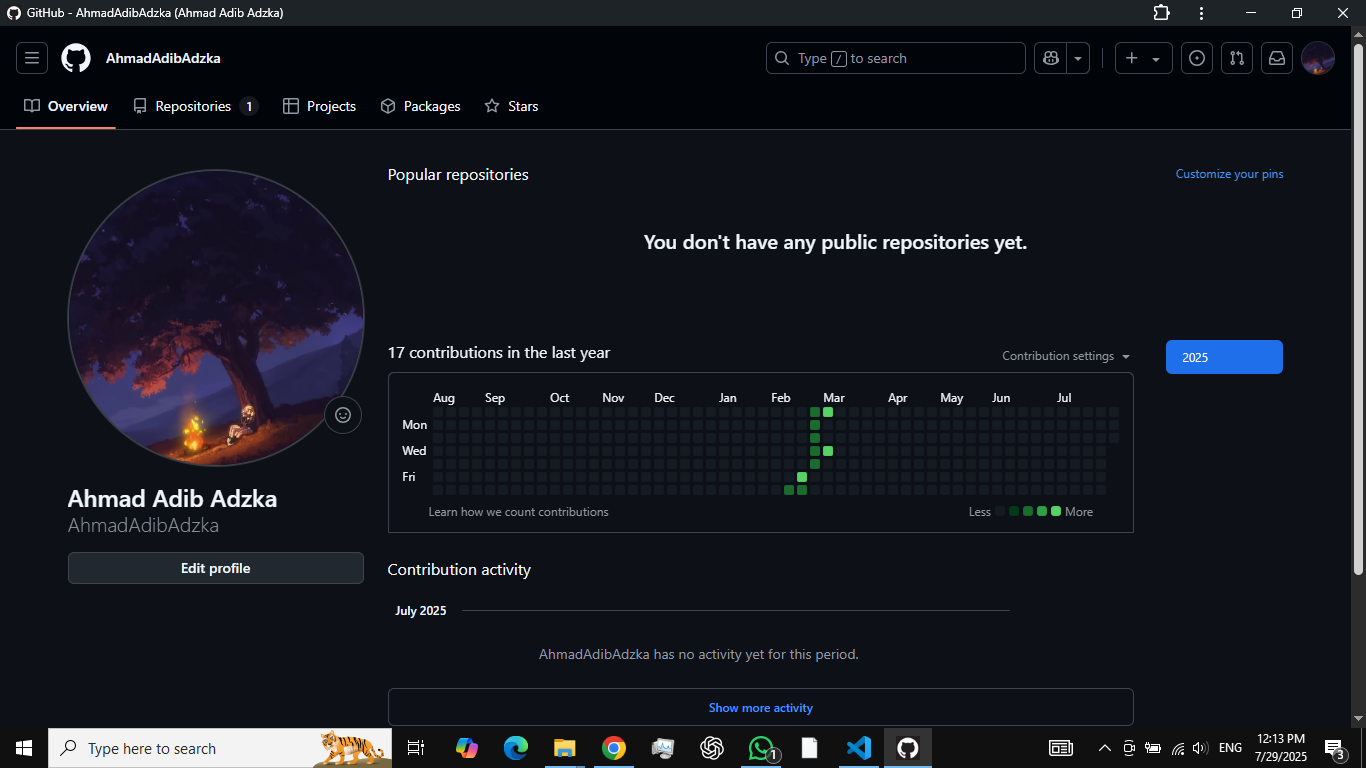 GitHub - AhmadAdibAdzka (Ahmad Adib Adzka)
AhmadAdibAdzka
Type / to search
Overview
Repositories 1
Projects
Packages
Stars
Popular repositories
Customize your pins
You don't have any public repositories yet.
17 contributions in the last year
Contribution settings
2025
Aug Sep Oct Nov Dec Jan Feb Mar Apr May Jun Jul
Mon
Wed
Fri
Learn how we count contributions
Less More
Ahmad Adib Adzka
AhmadAdibAdzka
Edit profile
Contribution activity
July 2025
AhmadAdibAdzka has no activity yet for this period.
Show more activity
Type here to search
1
ENG
12:13 PM
7/29/2025
3